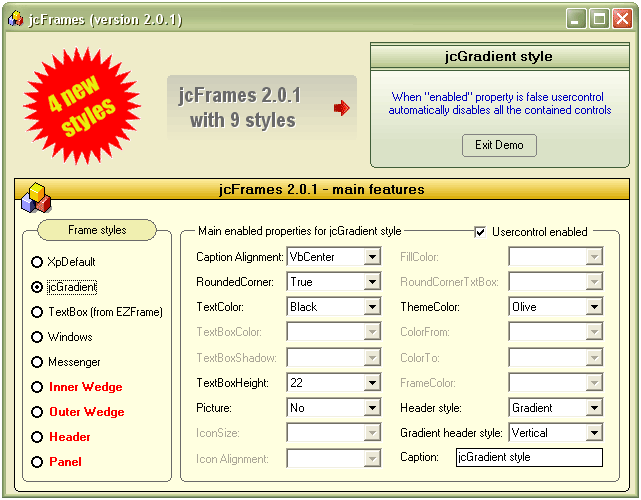 jcFrames (version 2.0.1)
4 new
styles
jcFrames 2.0.1
with 9 styles
jcGradient style
When "enabled" property is false usercontrol
automatically disables all the contained controls
Exit Demo
jcFrames 2.0.1 - main features
Frame styles
XpDefault
jcGradient
TextBox (from EZFrame)
Windows
Messenger
Inner Wedge
Outer Wedge
Header
Panel
Main enabled properties for jcGradient style
Usercontrol enabled
Caption Alignment: VbCenter
FillColor:
RoundedCorner: True
RoundCornerTxtBox:
TextColor: Black
ThemeColor: Olive
TextBoxColor:
ColorFrom:
TextBoxShadow:
ColorTo:
TextBoxHeight: 22
FrameColor:
Picture: No
Header style: Gradient
IconSize:
Gradient header style: Vertical
Icon Alignment:
Caption: jcGradient style